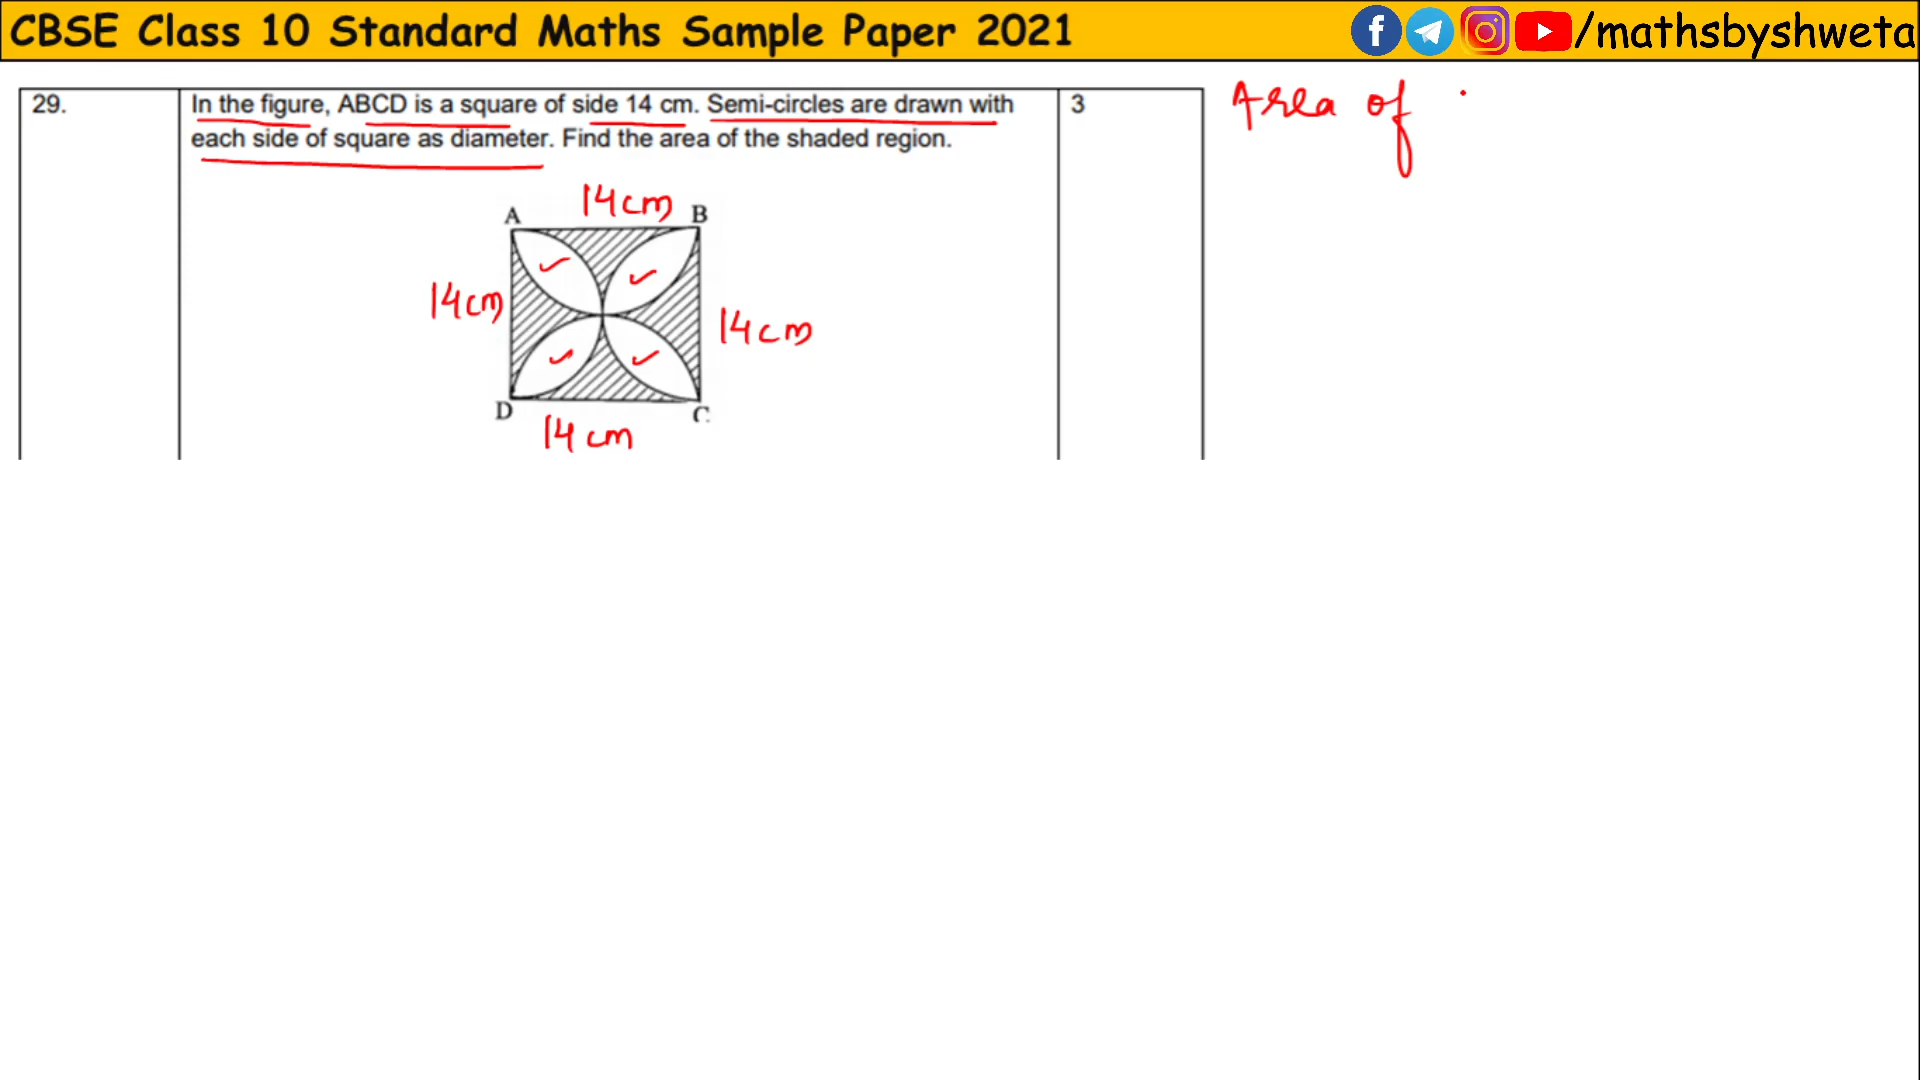 CBSE Class 10 Standard Maths Sample Paper 2021
/mathsbyshweta
29.
In the figure, ABCD is a square of side 14 cm. Semi-circles are drawn with
each side of square as diameter. Find the area of the shaded region.
3
Area of
14cm
A
B
14cm
14cm
D
C
14cm